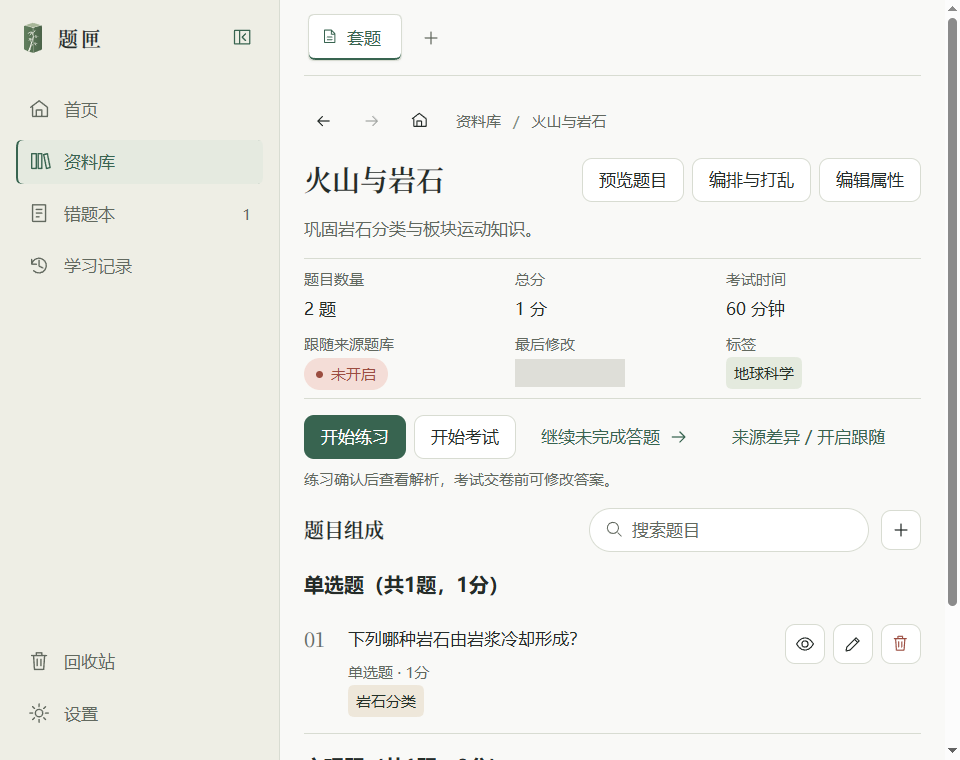 题匣
套题
首页
资料库
错题本 1
学习记录
回收站
设置
资料库 / 火山与岩石
火山与岩石
预览题目 编排与打乱 编辑属性
巩固岩石分类与板块运动知识。
题目数量 总分 考试时间
2 题 1 分 60 分钟
跟随来源题库 最后修改 标签
未开启 地球科学
开始练习 开始考试 继续未完成答题 → 来源差异 / 开启跟随
练习确认后查看解析，考试交卷前可修改答案。
题目组成 搜索题目
单选题（共1题，1分）
01 下列哪种岩石由岩浆冷却形成？
单选题 · 1分
岩石分类